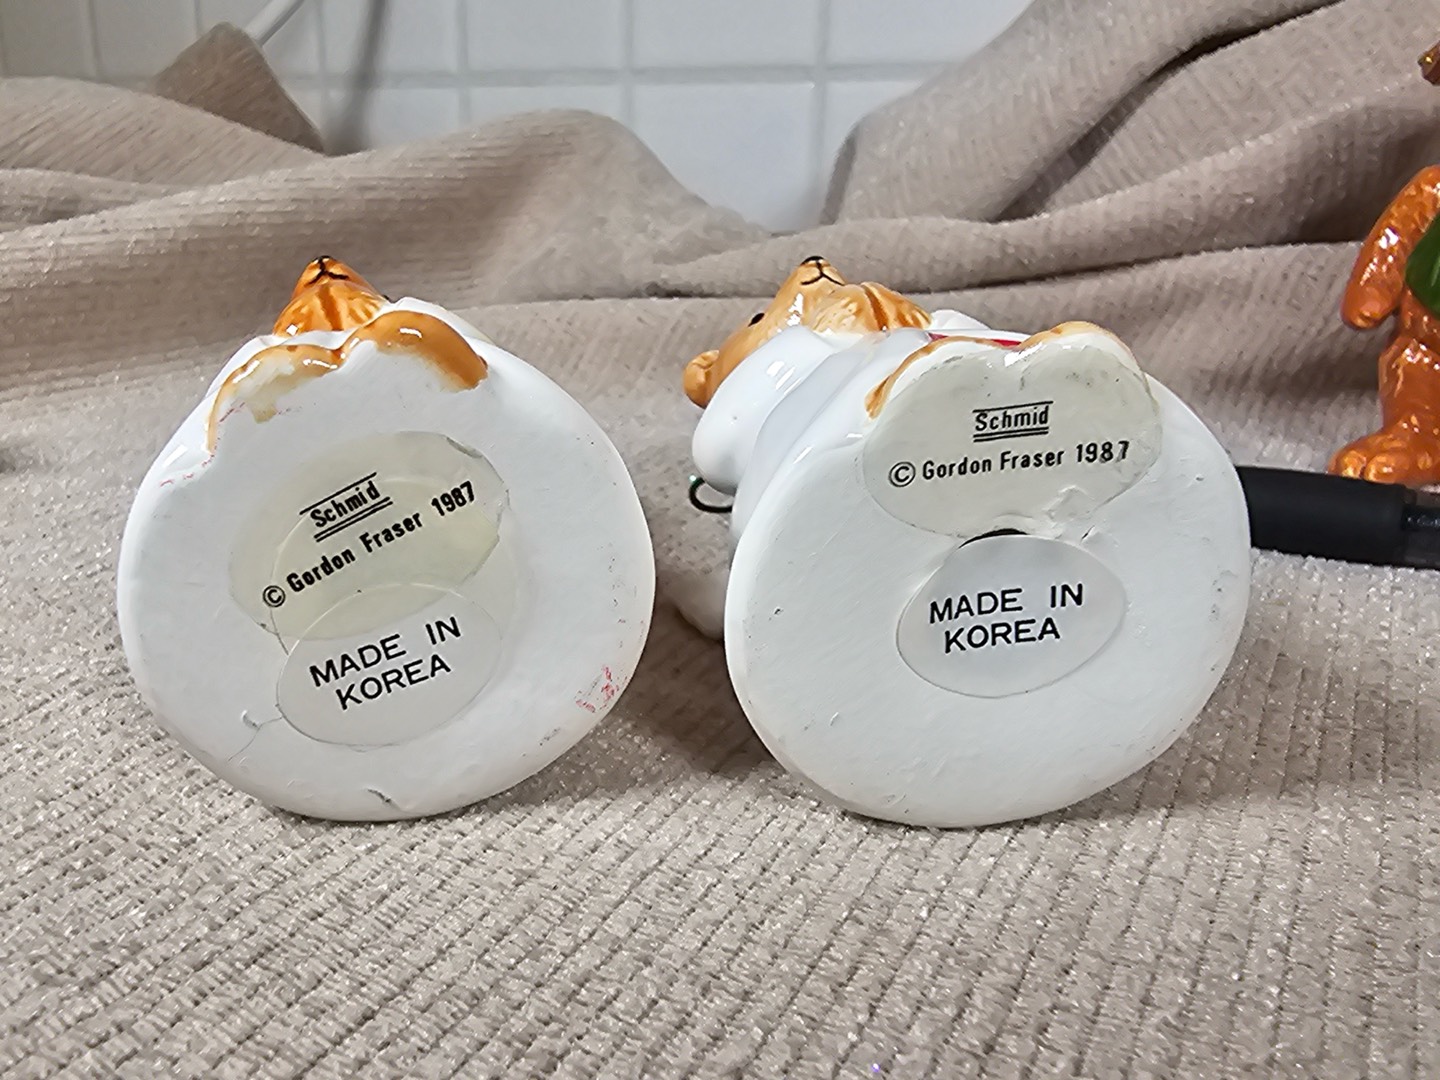 Schmid
© Gordon Fraser 1987
MADE IN
KOREA
Schmid
© Gordon Fraser 1987
MADE IN
KOREA